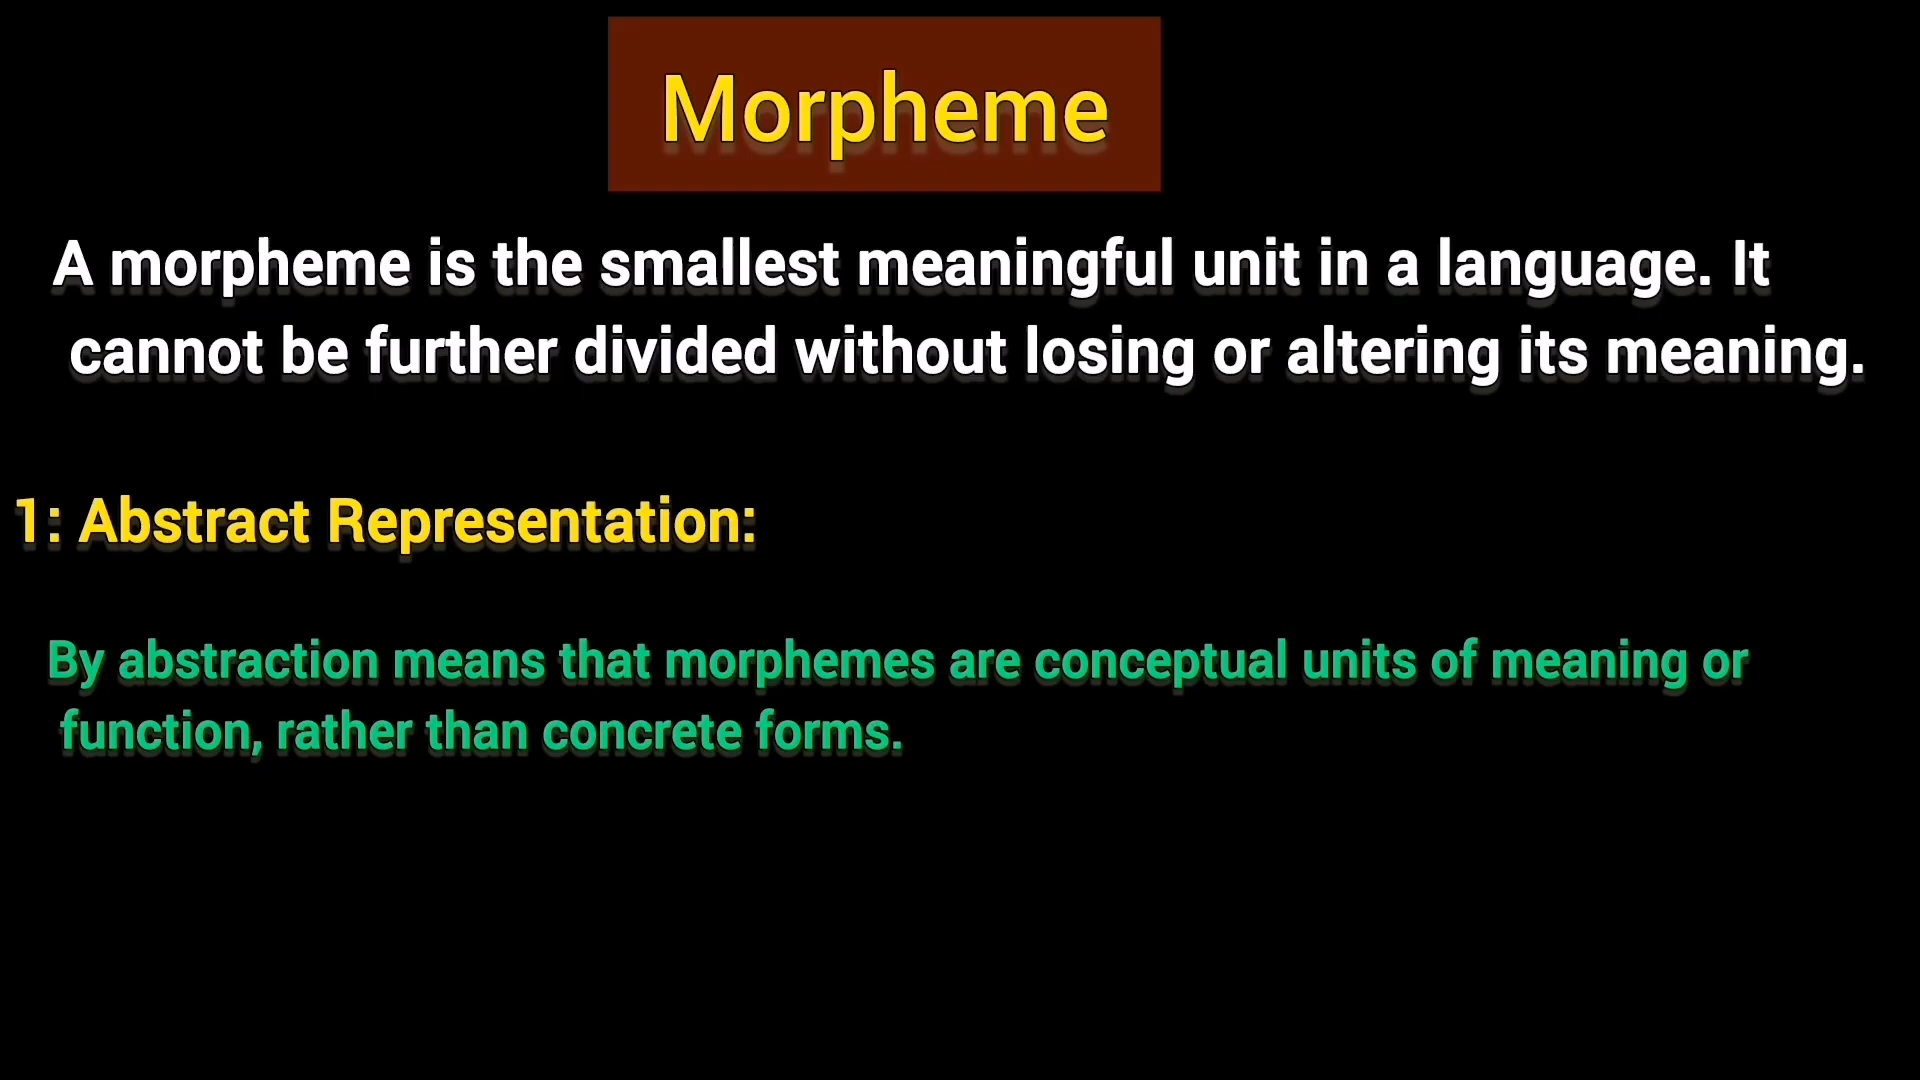 Morpheme
A morpheme is the smallest meaningful unit in a language. It
cannot be further divided without losing or altering its meaning.
1: Abstract Representation:
By abstraction means that morphemes are conceptual units of meaning or
function, rather than concrete forms.